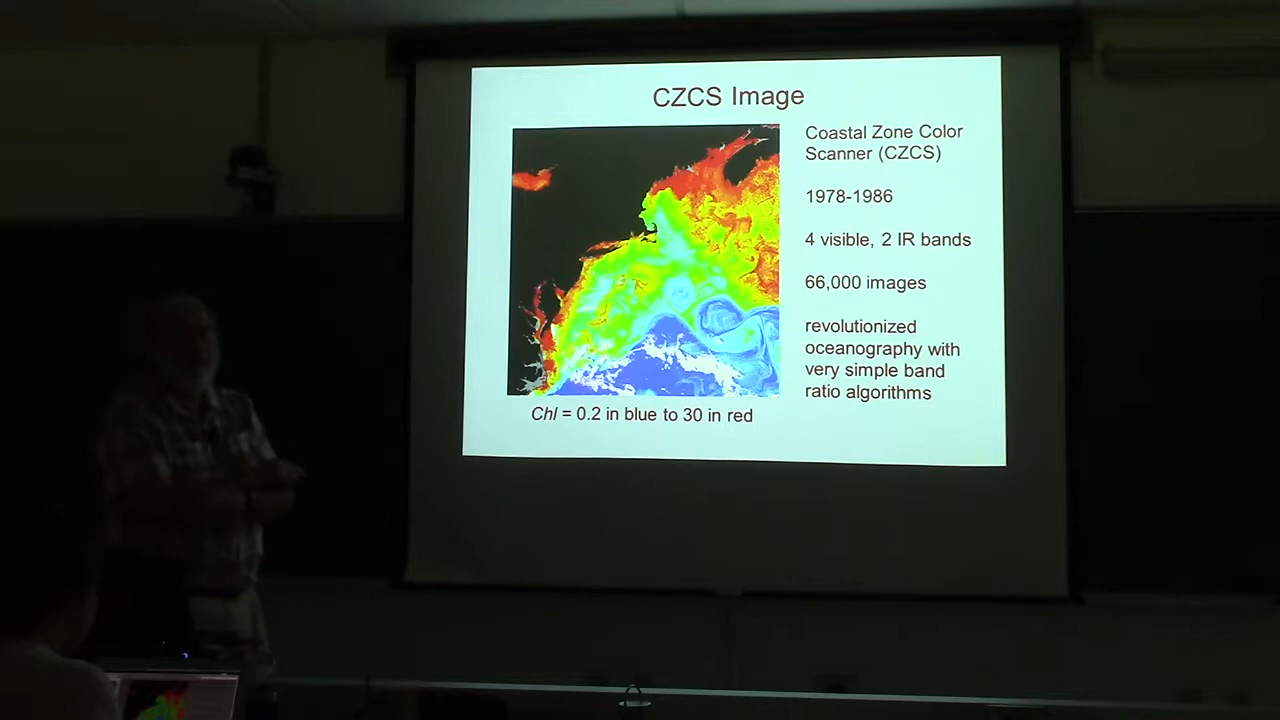 CZCS Image
Coastal Zone Color
Scanner (CZCS)
1978-1986
4 visible, 2 IR bands
66,000 images
revolutionized
oceanography with
very simple band
ratio algorithms
Chl = 0.2 in blue to 30 in red